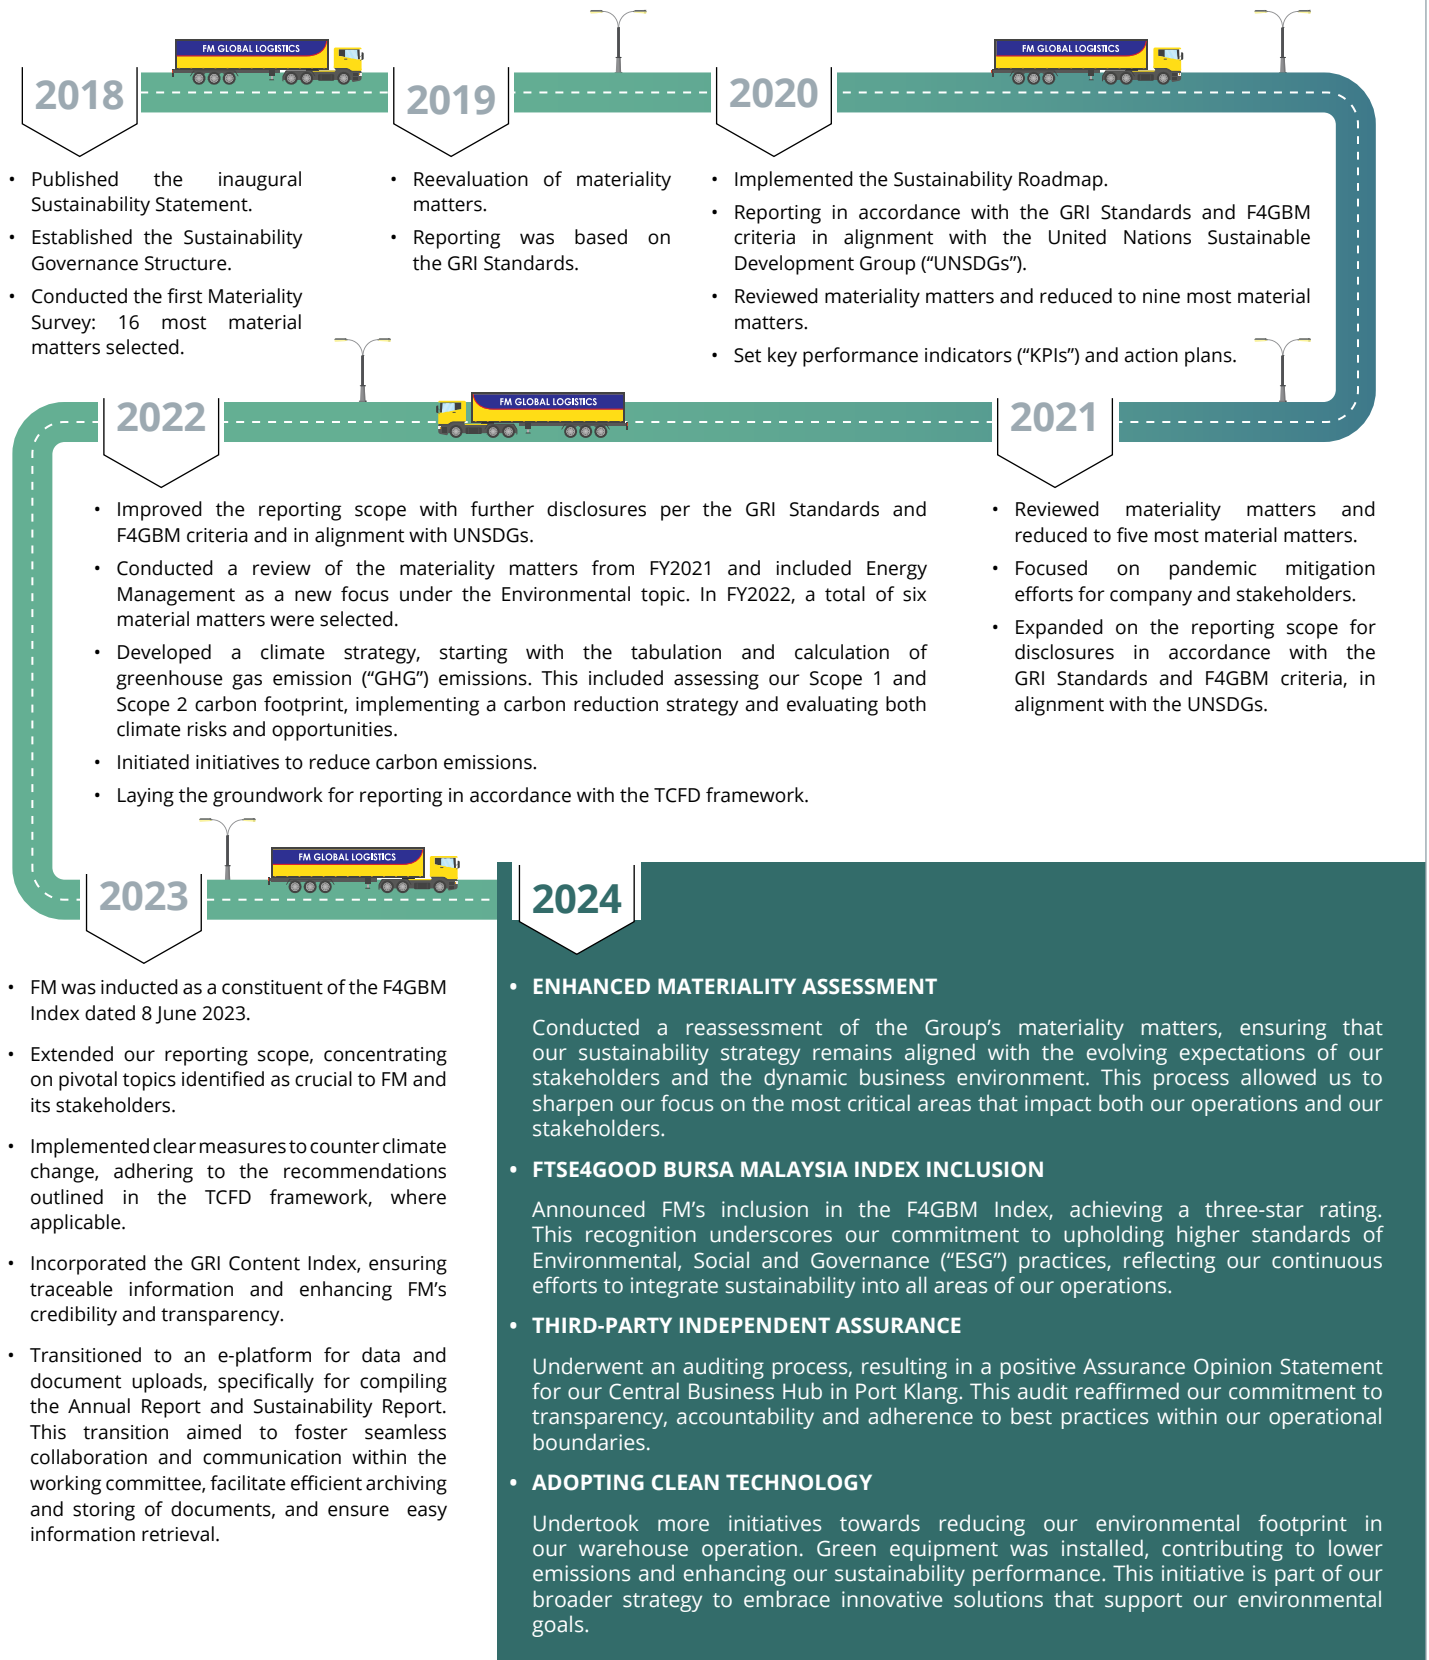 FM GLOBAL LOGISTICS
FM GLOBAL LOGISTICS
2018
2019
2020
• Published the inaugural
Sustainability Statement.
• Established the Sustainability
Governance Structure.
• Conducted the first Materiality
Survey: 16 most material
matters selected.
• Reevaluation of materiality
matters.
• Reporting was based on
the GRI Standards.
• Implemented the Sustainability Roadmap.
• Reporting in accordance with the GRI Standards and F4GBM
criteria in alignment with the United Nations Sustainable
Development Group (“UNSDGs”).
• Reviewed materiality matters and reduced to nine most material
matters.
• Set key performance indicators (“KPIs”) and action plans.
FM GLOBAL LOGISTICS
2021
• Reviewed materiality matters and
reduced to five most material matters.
• Focused on pandemic mitigation
efforts for company and stakeholders.
• Expanded on the reporting scope for
disclosures in accordance with the
GRI Standards and F4GBM criteria, in
alignment with the UNSDGs.
2022
• Improved the reporting scope with further disclosures per the GRI Standards and
F4GBM criteria and in alignment with UNSDGs.
• Conducted a review of the materiality matters from FY2021 and included Energy
Management as a new focus under the Environmental topic. In FY2022, a total of six
material matters were selected.
• Developed a climate strategy, starting with the tabulation and calculation of
greenhouse gas emission (“GHG”) emissions. This included assessing our Scope 1 and
Scope 2 carbon footprint, implementing a carbon reduction strategy and evaluating both
climate risks and opportunities.
• Initiated initiatives to reduce carbon emissions.
• Laying the groundwork for reporting in accordance with the TCFD framework.
FM GLOBAL LOGISTICS
2023
• FM was inducted as a constituent of the F4GBM
Index dated 8 June 2023.
• Extended our reporting scope, concentrating
on pivotal topics identified as crucial to FM and
its stakeholders.
• Implemented clear measures to counter climate
change, adhering to the recommendations
outlined in the TCFD framework, where
applicable.
• Incorporated the GRI Content Index, ensuring
traceable information and enhancing FM’s
credibility and transparency.
• Transitioned to an e-platform for data and
document uploads, specifically for compiling
the Annual Report and Sustainability Report.
This transition aimed to foster seamless
collaboration and communication within the
working committee, facilitate efficient archiving
and storing of documents, and ensure easy
information retrieval.
2024
• ENHANCED MATERIALITY ASSESSMENT
Conducted a reassessment of the Group’s materiality matters, ensuring that
our sustainability strategy remains aligned with the evolving expectations of our
stakeholders and the dynamic business environment. This process allowed us to
sharpen our focus on the most critical areas that impact both our operations and our
stakeholders.
• FTSE4GOOD BURSA MALAYSIA INDEX INCLUSION
Announced FM’s inclusion in the F4GBM Index, achieving a three-star rating.
This recognition underscores our commitment to upholding higher standards of
Environmental, Social and Governance (“ESG”) practices, reflecting our continuous
efforts to integrate sustainability into all areas of our operations.
• THIRD-PARTY INDEPENDENT ASSURANCE
Underwent an auditing process, resulting in a positive Assurance Opinion Statement
for our Central Business Hub in Port Klang. This audit reaffirmed our commitment to
transparency, accountability and adherence to best practices within our operational
boundaries.
• ADOPTING CLEAN TECHNOLOGY
Undertook more initiatives towards reducing our environmental footprint in
our warehouse operation. Green equipment was installed, contributing to lower
emissions and enhancing our sustainability performance. This initiative is part of our
broader strategy to embrace innovative solutions that support our environmental
goals.